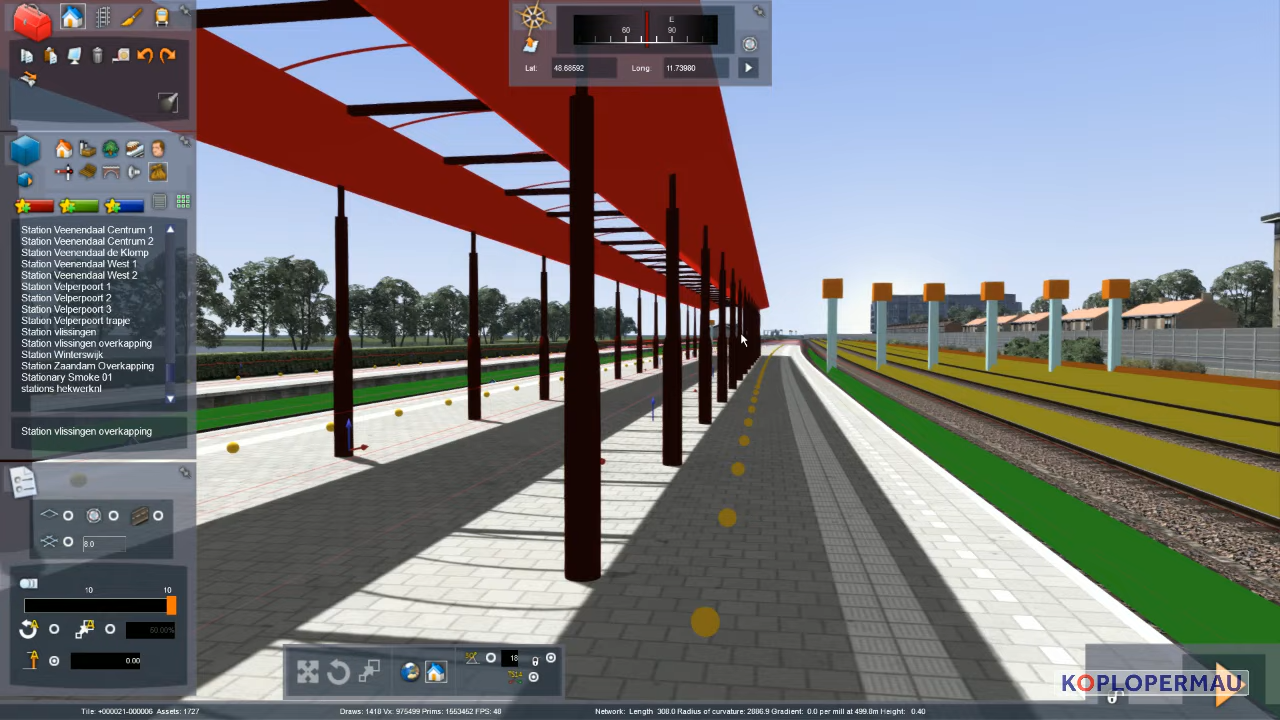 E
60
90
Lat:
48.68592
Long:
11.73980
Station Veenendaal Centrum 1
Station Veenendaal Centrum 2
Station Veenendaal de Klomp
Station Veenendaal West 1
Station Veenendaal West 2
Station Velperpoort 1
Station Velperpoort 2
Station Velperpoort 3
Station Velperpoort trapje
Station vlissingen
Station vlissingen overkapping
Station Winterswijk
Station Zaandam Overkapping
Stationary Smoke 01
stations hekwerknl
Station vlissingen overkapping
8.0
10
10
50.00%
0.00
18
KOPLOPERMAU
Tile: +000021-000006 Assets: 1727
Draws: 1418 Vx: 975499 Prims: 1553452 FPS: 48
Network: Length 308.0 Radius of curvature: 2886.9 Gradient: 0.0 per mill at 499.8m Height: 0.40